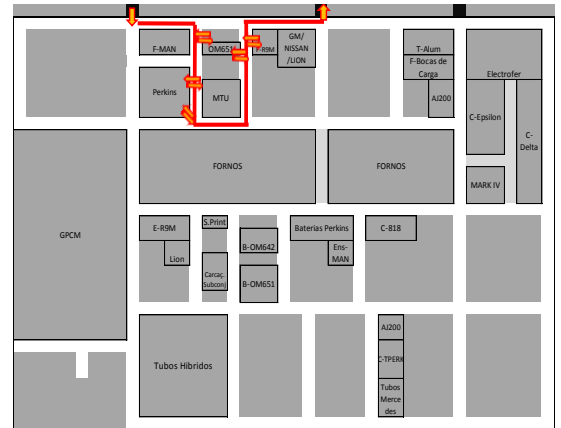 F-MAN
OM651
F-R9M
GM/
NISSAN
/LION
T-Alum
F-Bocas de
Carga
Electrofer
Perkins
MTU
AJ200
C-Epsilon
C-
Delta
FORNOS
FORNOS
MARK IV
GPCM
E-R9M
S.Print
Baterias Perkins
C-818
Lion
B-OM642
Ens-
MAN
Carcaç.
Subconj
B-OM651
AJ200
Tubos Hibridos
C-TPERK
Tubos
Merce
des